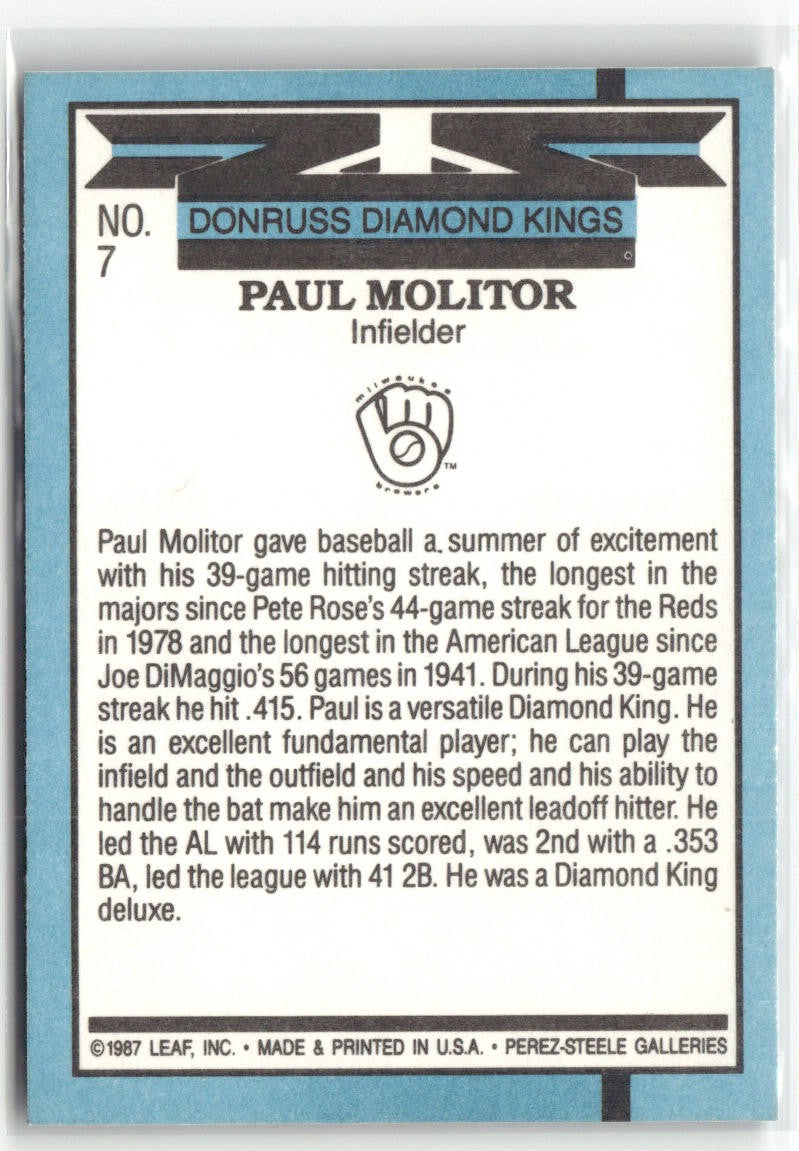 NO.
7
DONRUSS DIAMOND KINGS
PAUL MOLITOR
Infielder
milwaukee
TM
brewers
Paul Molitor gave baseball a. summer of excitement
with his 39-game hitting streak, the longest in the
majors since Pete Rose's 44-game streak for the Reds
in 1978 and the longest in the American League since
Joe DiMaggio's 56 games in 1941. During his 39-game
streak he hit .415. Paul is a versatile Diamond King. He
is an excellent fundamental player; he can play the
infield and the outfield and his speed and his ability to
handle the bat make him an excellent leadoff hitter. He
led the AL with 114 runs scored, was 2nd with a .353
BA, led the league with 41 2B. He was a Diamond King
deluxe.
©1987 LEAF, INC. • MADE & PRINTED IN U.S.A. • PEREZ-STEELE GALLERIES